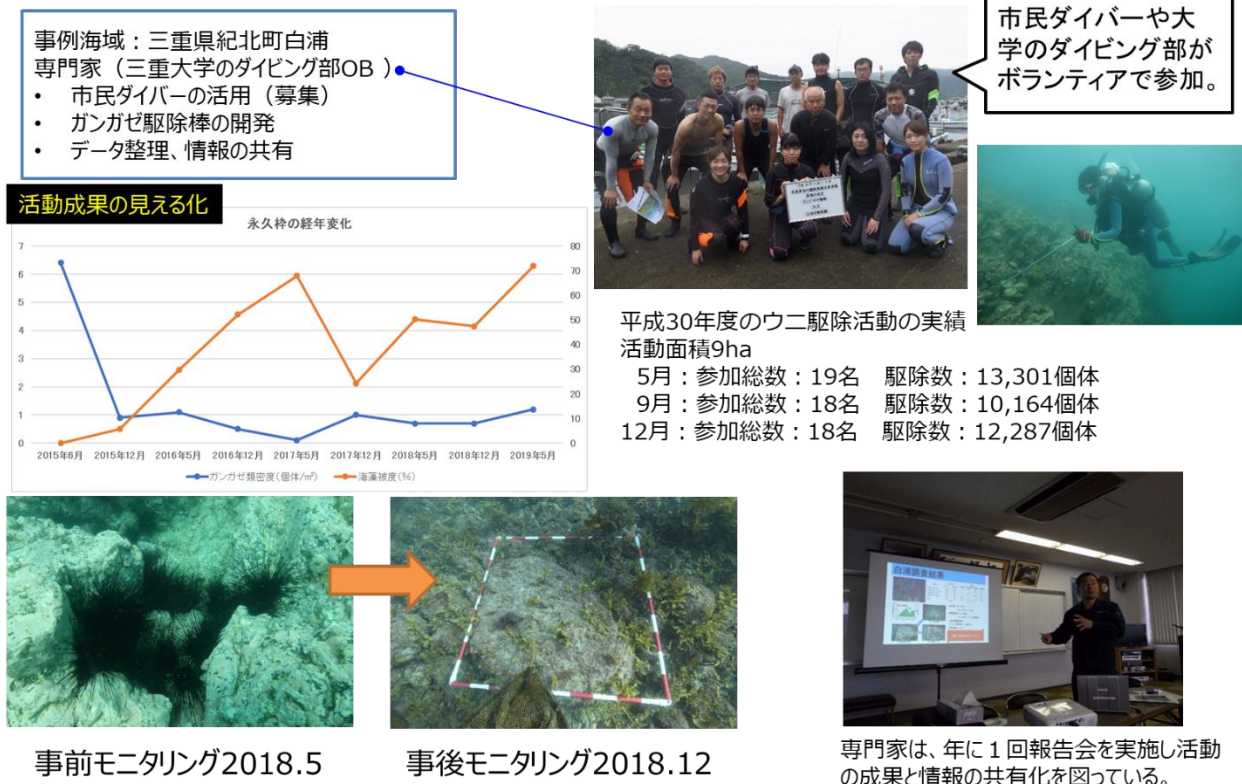 事例海域：三重県紀北町白浦
専門家（三重大学のダイビング部OB ）
• 市民ダイバーの活用（募集）
• ガンガゼ駆除棒の開発
• データ整理、情報の共有
市民ダイバーや大
学のダイビング部が
ボランティアで参加。
活動成果の見える化
永久枠の経年変化
7 80
6 70
5 60
4 50
3 40
2 30
1 20
0 10
0
2015年6月 2015年12月 2016年5月 2016年12月 2017年5月 2017年12月 2018年5月 2018年12月 2019年5月
ガンガゼ類密度(個体/㎡) 海藻被度(%)
平成30年度のウニ駆除活動の実績
活動面積9ha
5月：参加総数：19名 駆除数：13,301個体
9月：参加総数：18名 駆除数：10,164個体
12月：参加総数：18名 駆除数：12,287個体
白浦調査結果
事前モニタリング2018.5
事後モニタリング2018.12
専門家は、年に１回報告会を実施し活動
の成果と情報の共有化を図っている。